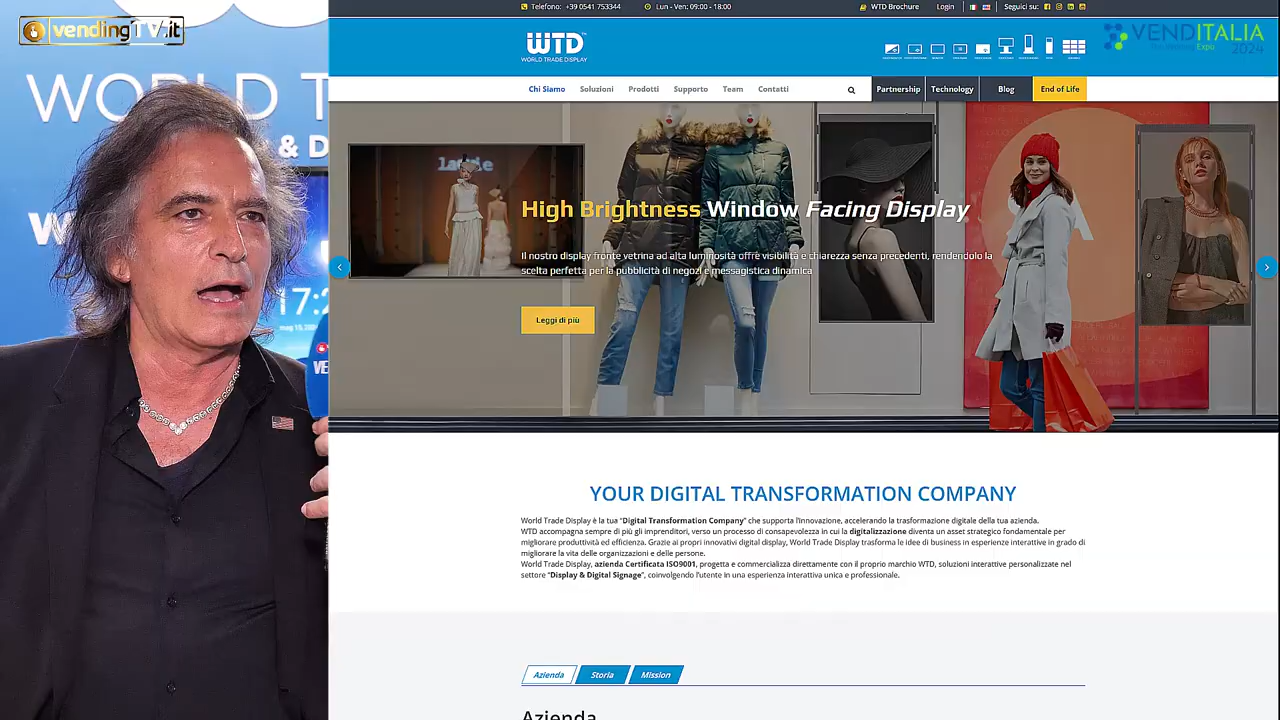 vendingTV.it
WORLD T
& D
W
17:2
VE
Telefono: +39 0541 753344
Lun - Ven: 09:00 - 18:00
WTD Brochure
Login
Seguici su:
WTD
WORLD TRADE DISPLAY
VENDITALIA
The Vending Expo
2024
Chi Siamo
Soluzioni
Prodotti
Supporto
Team
Contatti
Partnership
Technology
Blog
End of Life
High Brightness Window Facing Display
Il nostro display fronte vetrina ad alta luminosità offre visibilità e chiarezza senza precedenti, rendendolo la
scelta perfetta per la pubblicità di negozi e messagistica dinamica
Leggi di più
YOUR DIGITAL TRANSFORMATION COMPANY
World Trade Display è la tua “Digital Transformation Company” che supporta l’innovazione, accelerando la trasformazione digitale della tua azienda.
WTD accompagna sempre di più gli imprenditori, verso un processo di consapevolezza in cui la digitalizzazione diventa un asset strategico fondamentale per
migliorare produttività ed efficienza. Grazie ai propri innovativi digital display, World Trade Display trasforma le idee di business in esperienze interattive in grado di
migliorare la vita delle organizzazioni e delle persone.
World Trade Display, azienda Certificata ISO9001, progetta e commercializza direttamente con il proprio marchio WTD, soluzioni interattive personalizzate nel
settore “Display & Digital Signage”, coinvolgendo l’utente in una esperienza interattiva unica e professionale.
Azienda
Storia
Mission
Azienda